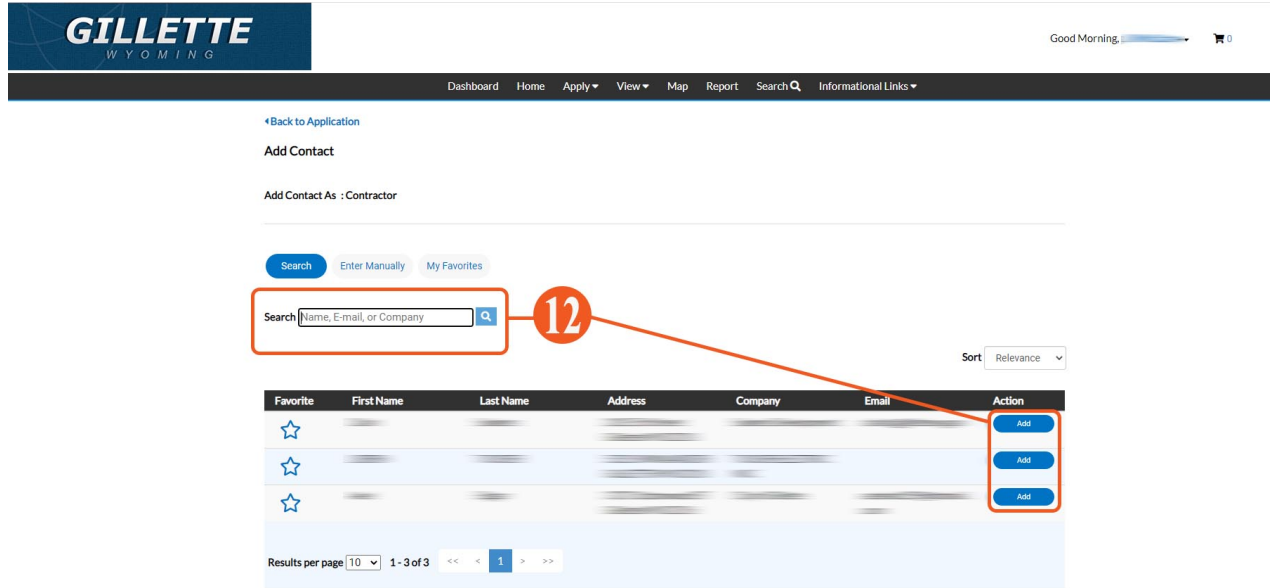 GILLETTE
WYOMING
Good Morning,
0
Dashboard Home Apply View Map Report Search Informational Links
Back to Application
Add Contact
Add Contact As : Contractor
Search Enter Manually My Favorites
Search Name, E-mail, or Company
12
Sort Relevance
Favorite First Name Last Name Address Company Email Action
Add
Add
Add
Results per page 10 1 - 3 of 3 << < 1 > >>